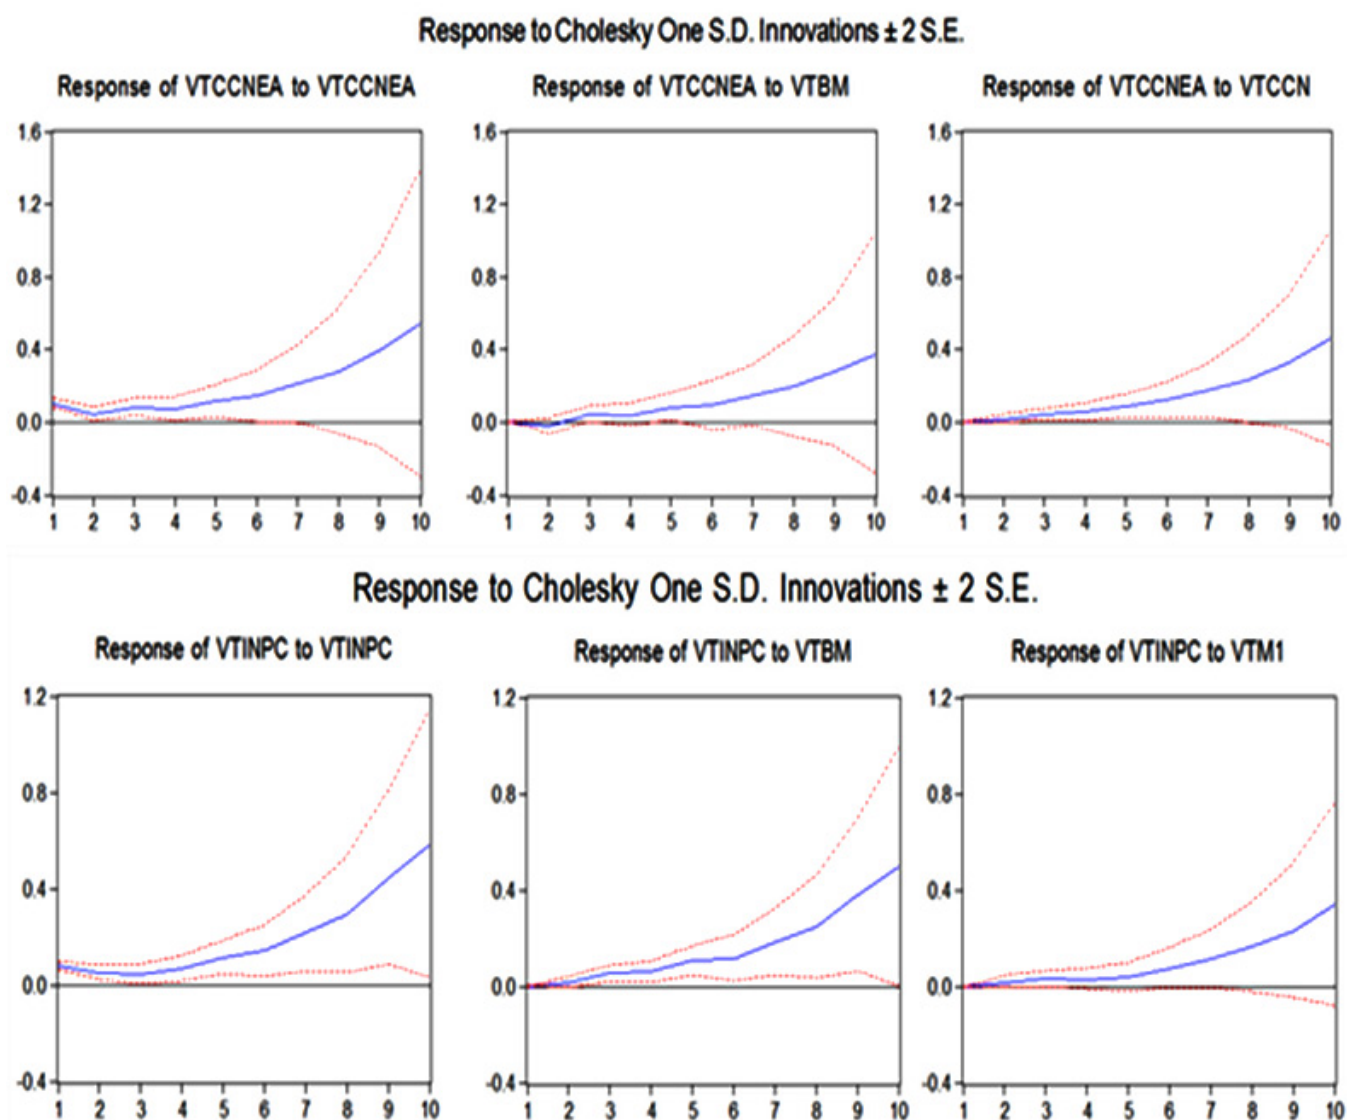 Response to Cholesky One S.D. Innovations ± 2 S.E.
Response of VTCCNEA to VTCCNEA
Response of VTCCNEA to VTBM
Response of VTCCNEA to VTCCN
1.6
1.2
0.8
0.4
0.0
-0.4
1 2 3 4 5 6 7 8 9 10
1.6
1.2
0.8
0.4
0.0
-0.4
1 2 3 4 5 6 7 8 9 10
1.6
1.2
0.8
0.4
0.0
-0.4
1 2 3 4 5 6 7 8 9 10
Response to Cholesky One S.D. Innovations ± 2 S.E.
Response of VTINPC to VTINPC
Response of VTINPC to VTBM
Response of VTINPC to VTM1
1.2
0.8
0.4
0.0
-0.4
1 2 3 4 5 6 7 8 9 10
1.2
0.8
0.4
0.0
-0.4
1 2 3 4 5 6 7 8 9 10
1.2
0.8
0.4
0.0
-0.4
1 2 3 4 5 6 7 8 9 10